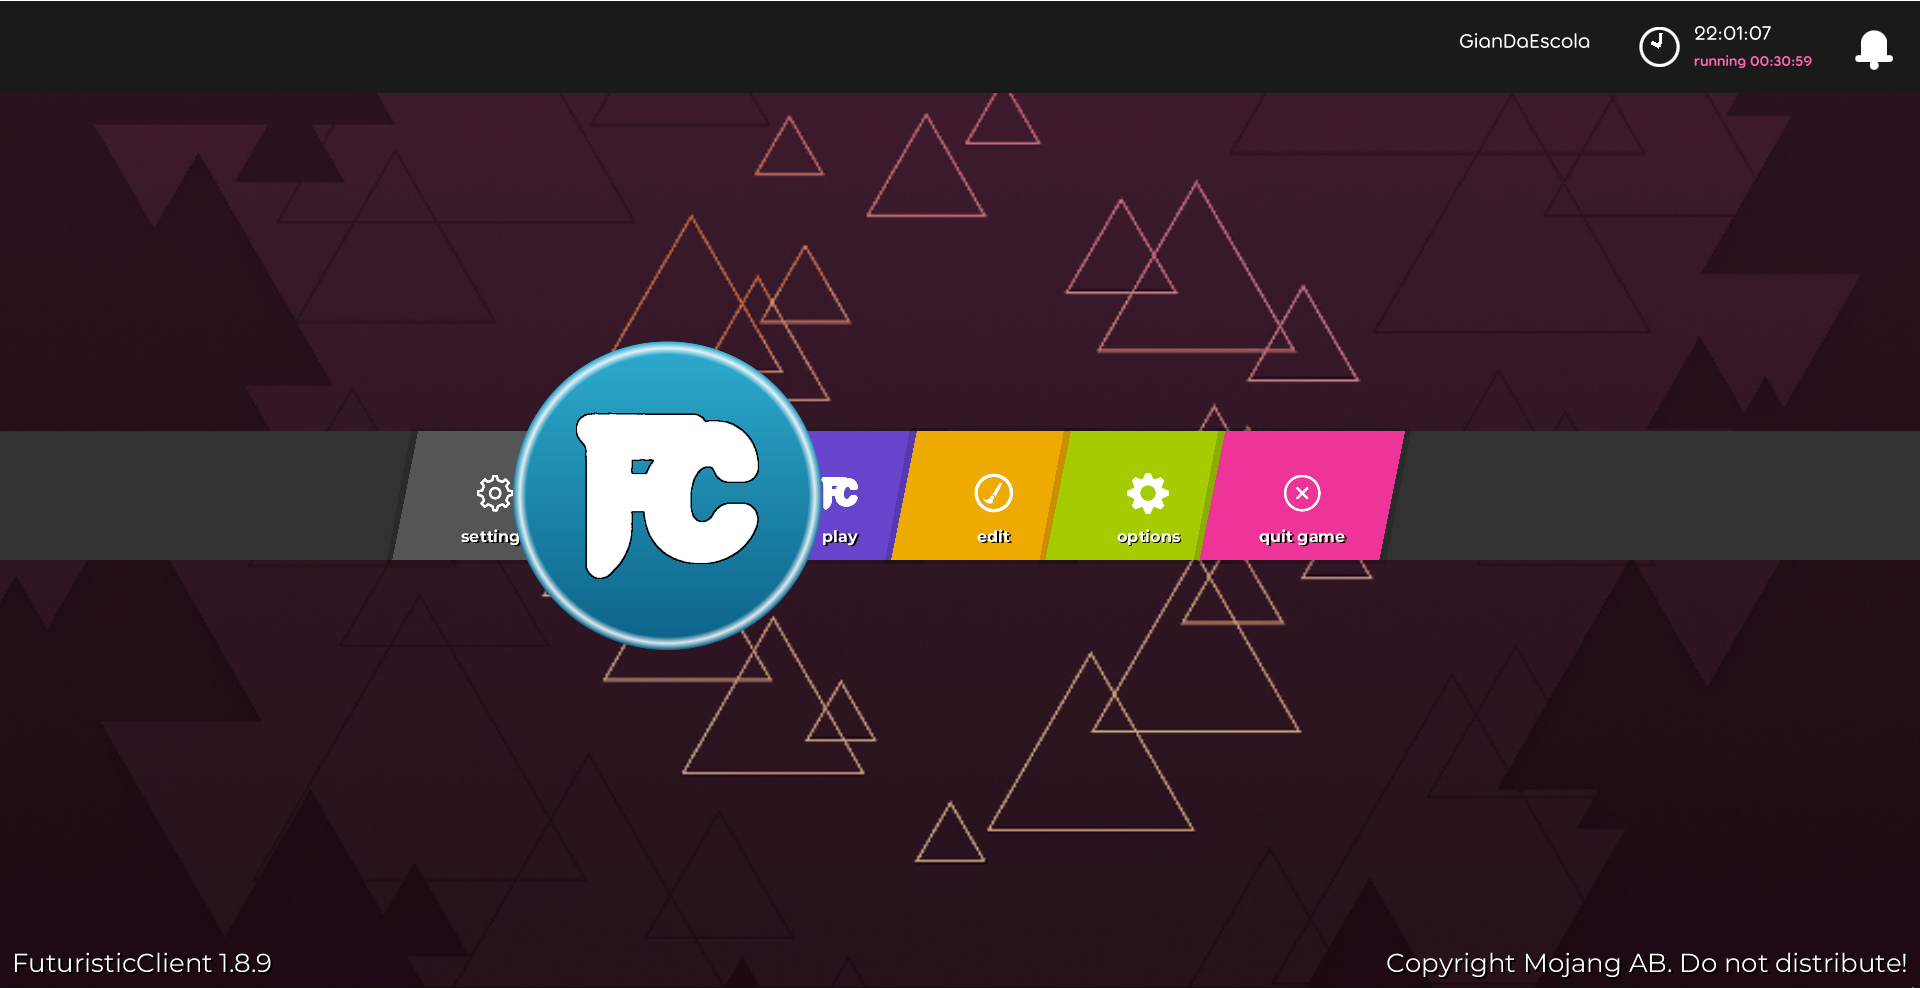 GianDaEscola
22:01:07
running 00:30:59
FC
setting
FC
play
edit
options
quit game
FuturisticClient 1.8.9
Copyright Mojang AB. Do not distribute!